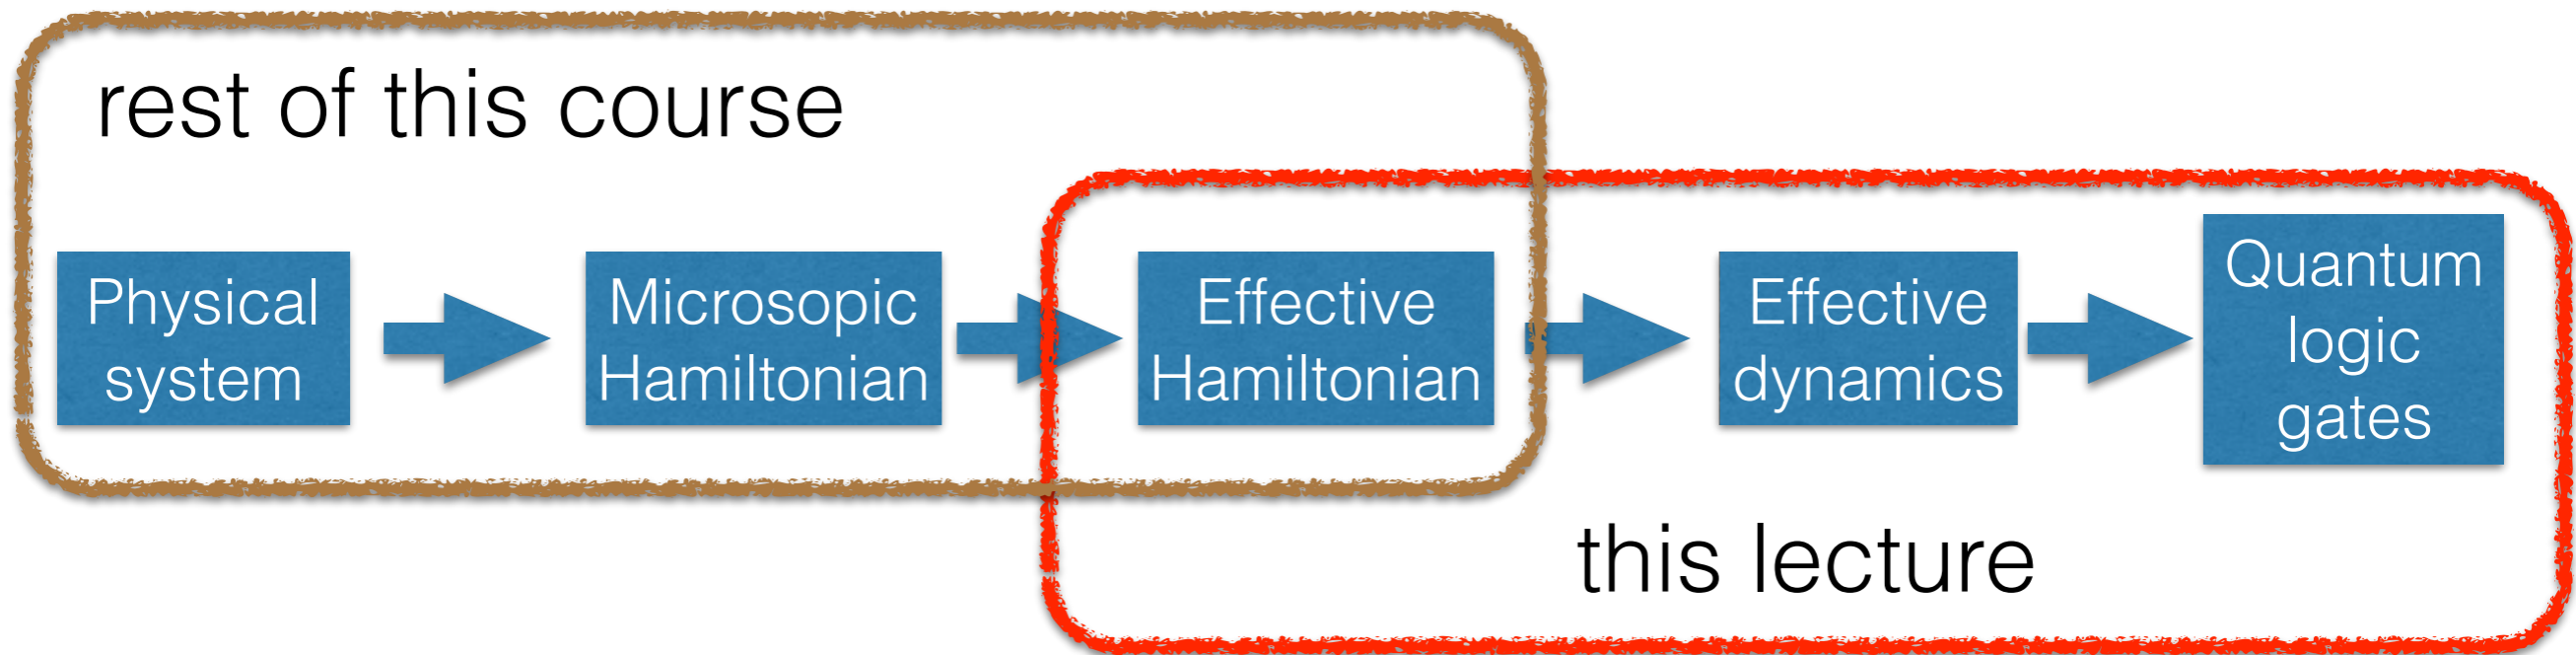 rest of this course
Physical
system
Microsopic
Hamiltonian
Effective
Hamiltonian
Effective
dynamics
Quantum
logic
gates
this lecture